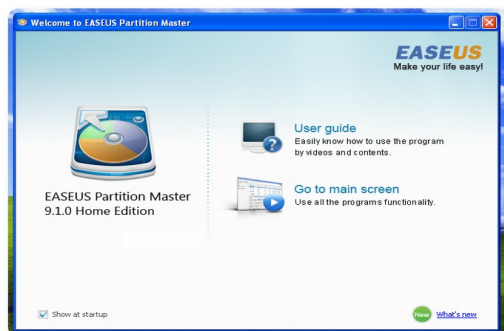 Welcome to EASEUS Partition Master
EASEUS
Make your life easy!
User guide
Easily know how to use the program
by videos and contents.
EASEUS Partition Master
9.1.0 Home Edition
Go to main screen
Use all the programs functionality.
Show at startup
New What's new